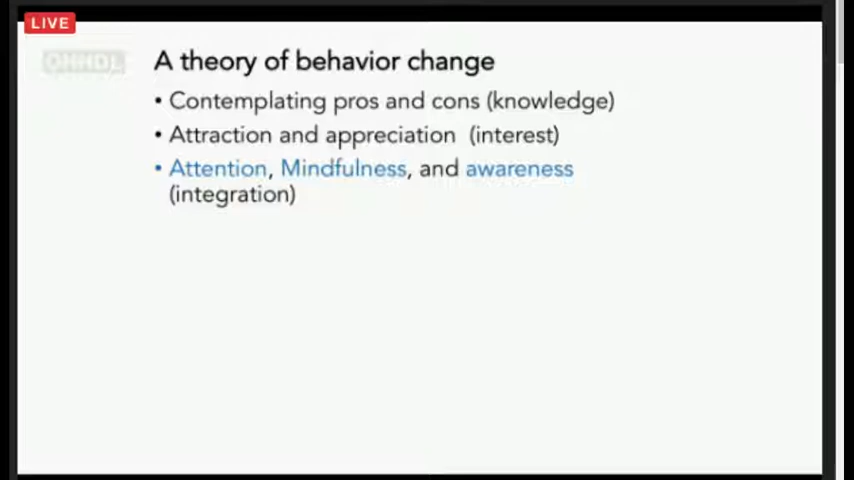 LIVE
OHHDL
A theory of behavior change
• Contemplating pros and cons (knowledge)
• Attraction and appreciation (interest)
• Attention, Mindfulness, and awareness
(integration)